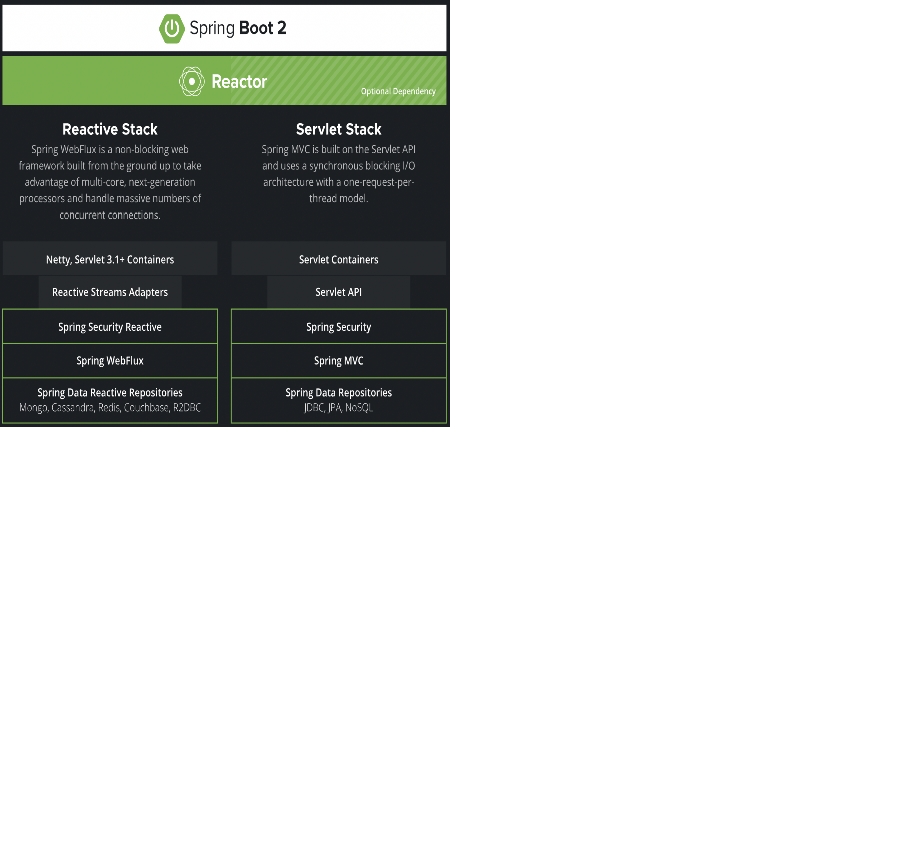 Spring Boot 2
Reactor
Optional Dependency
Reactive Stack
Spring WebFlux is a non-blocking web
framework built from the ground up to take
advantage of multi-core, next-generation
processors and handle massive numbers of
concurrent connections.
Netty, Servlet 3.1+ Containers
Reactive Streams Adapters
Spring Security Reactive
Spring WebFlux
Spring Data Reactive Repositories
Mongo, Cassandra, Redis, Couchbase, R2DBC
Servlet Stack
Spring MVC is built on the Servlet API
and uses a synchronous blocking I/O
architecture with a one-request-per-
thread model.
Servlet Containers
Servlet API
Spring Security
Spring MVC
Spring Data Repositories
JDBC, JPA, NoSQL